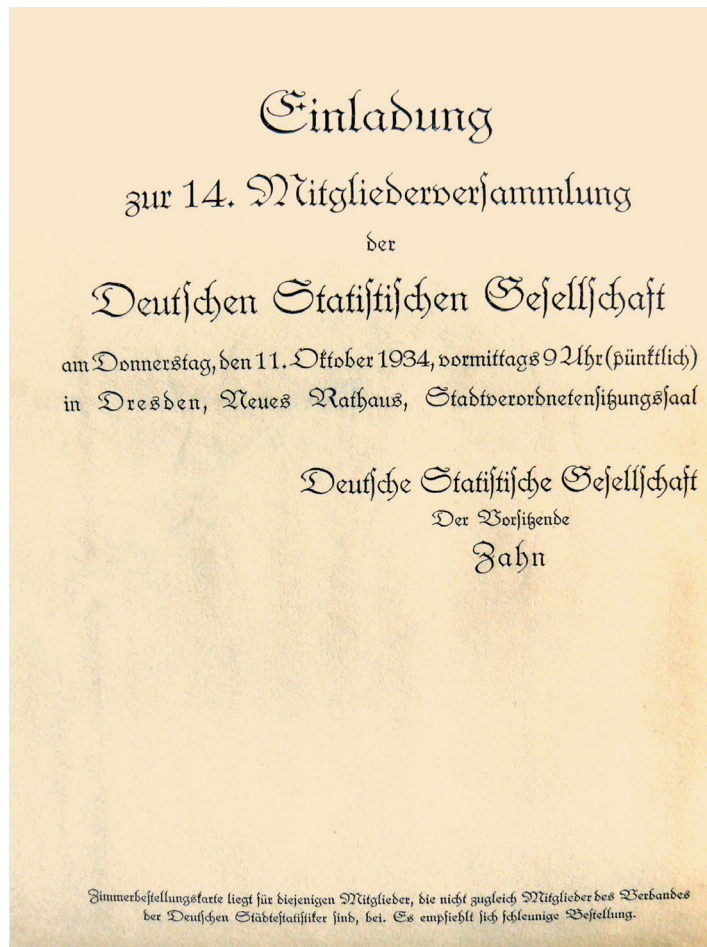 Einladung
zur 14. Mitgliederversammlung
der
Deutschen Statistischen Gesellschaft
am Donnerstag, den 11. Oktober 1934, vormittags 9 Uhr (pünktlich)
in Dresden, Neues Rathaus, Stadtverordnetensitzungssaal
Deutsche Statistische Gesellschaft
Der Vorsitzende
Zahn
Zimmerbestellungskarte liegt für diejenigen Mitglieder, die nicht zugleich Mitglieder des Verbandes
der Deutschen Städtestatistiker sind, bei. Es empfiehlt sich schleunige Bestellung.